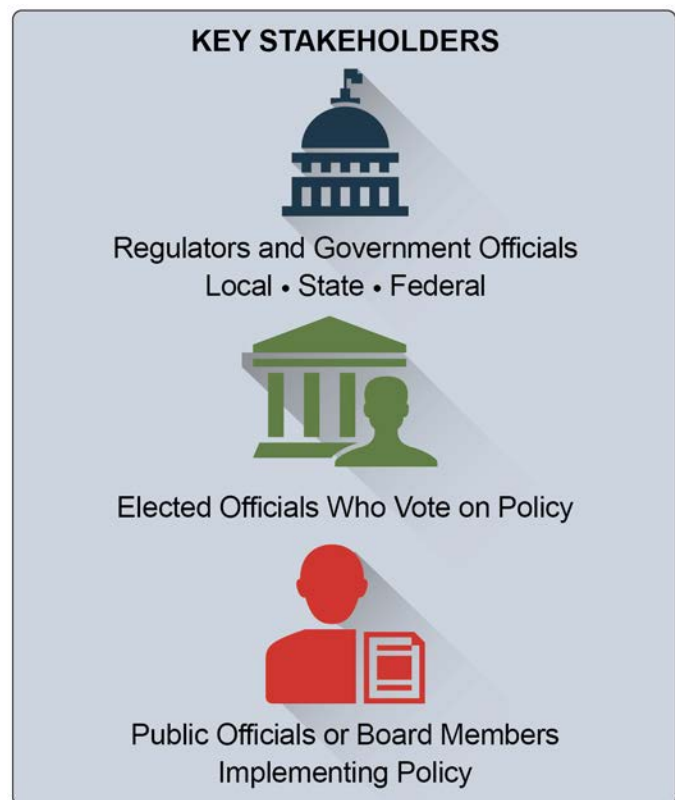 KEY STAKEHOLDERS
Regulators and Government Officials
Local • State • Federal
Elected Officials Who Vote on Policy
Public Officials or Board Members
Implementing Policy